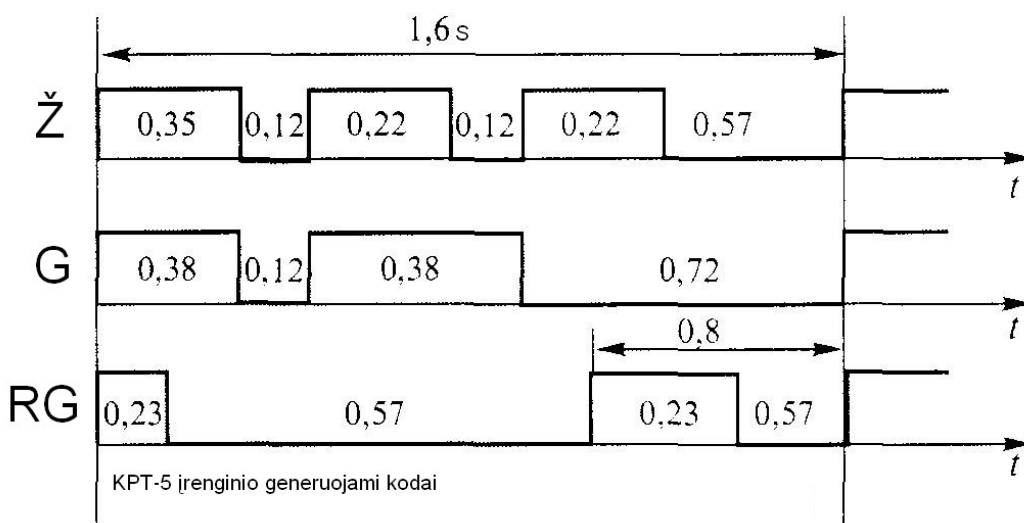 1,6 s
Ž 0,35 0,12 0,22 0,12 0,22 0,57
t
G 0,38 0,12 0,38 0,72
t
0,8
RG 0,23 0,57 0,23 0,57
t
KPT-5 įrenginio generuojami kodai